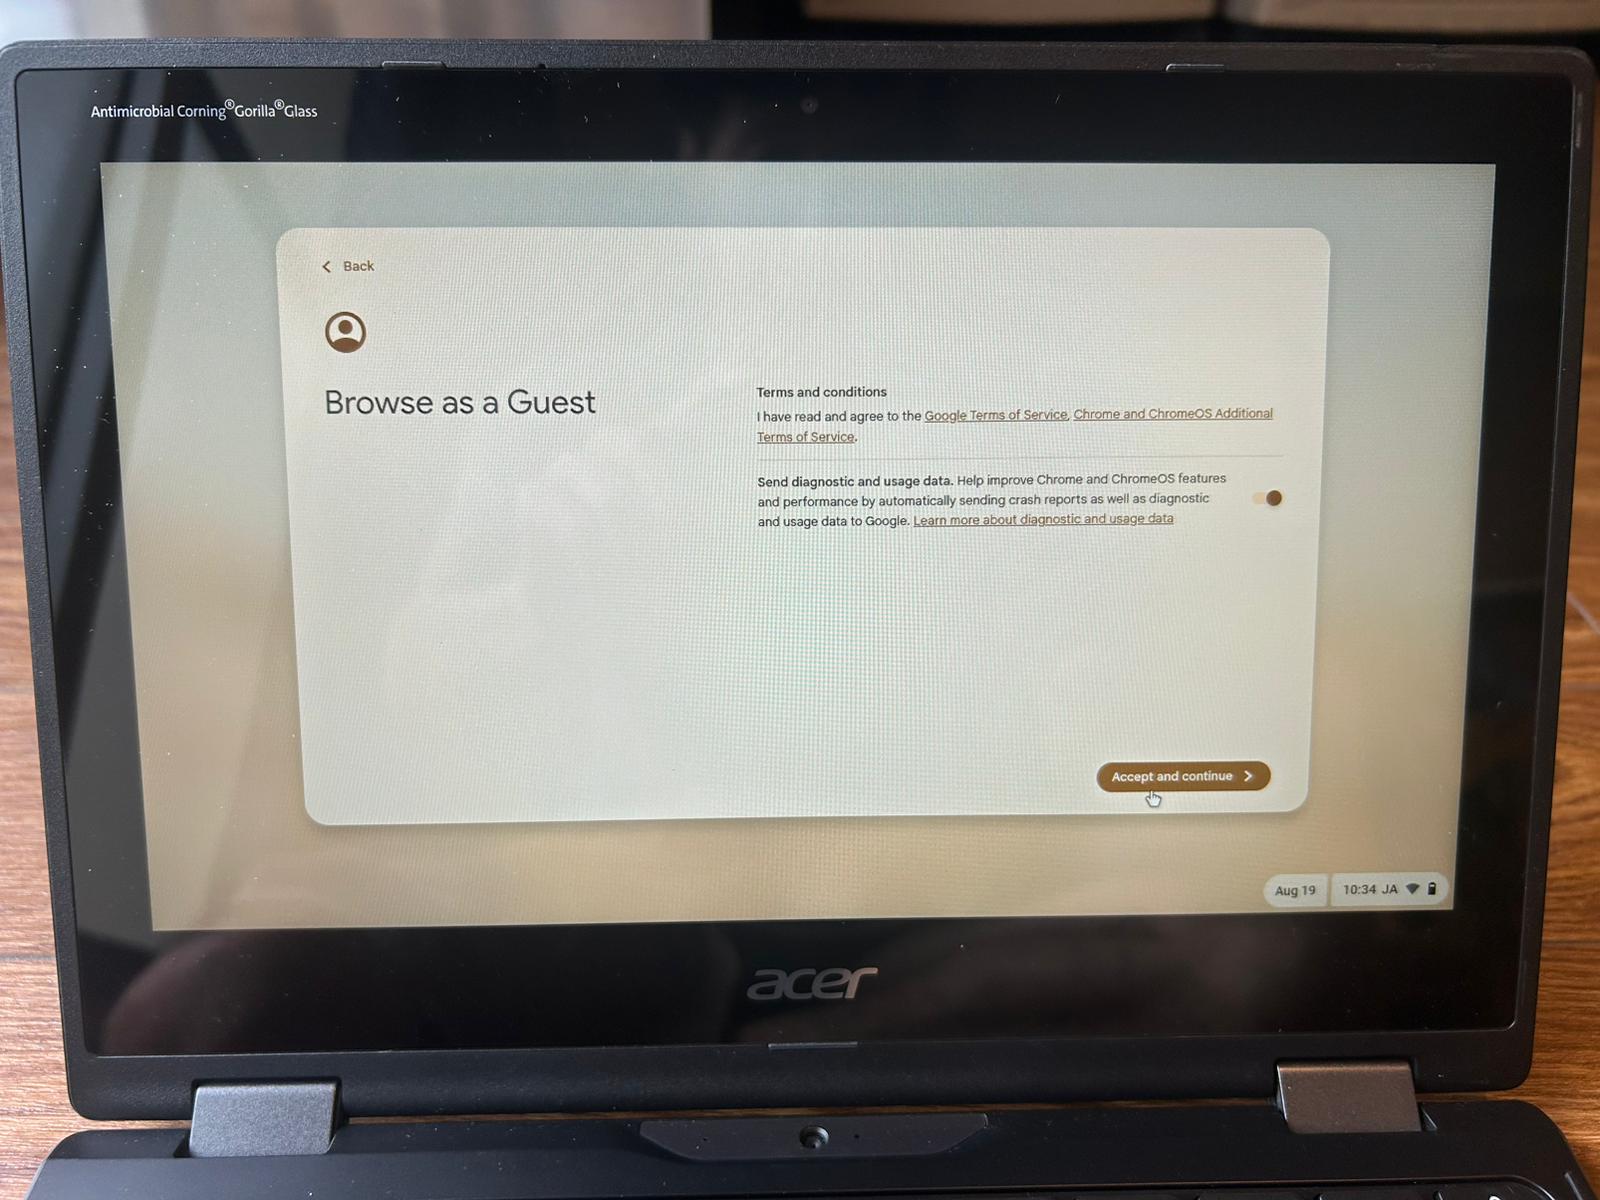 Antimicrobial Corning®Gorilla®Glass
Back
Browse as a Guest
Terms and conditions
I have read and agree to the Google Terms of Service, Chrome and ChromeOS Additional
Terms of Service.
Send diagnostic and usage data. Help improve Chrome and ChromeOS features
and performance by automatically sending crash reports as well as diagnostic
and usage data to Google. Learn more about diagnostic and usage data
Accept and continue
Aug 19
10:34 JA
acer